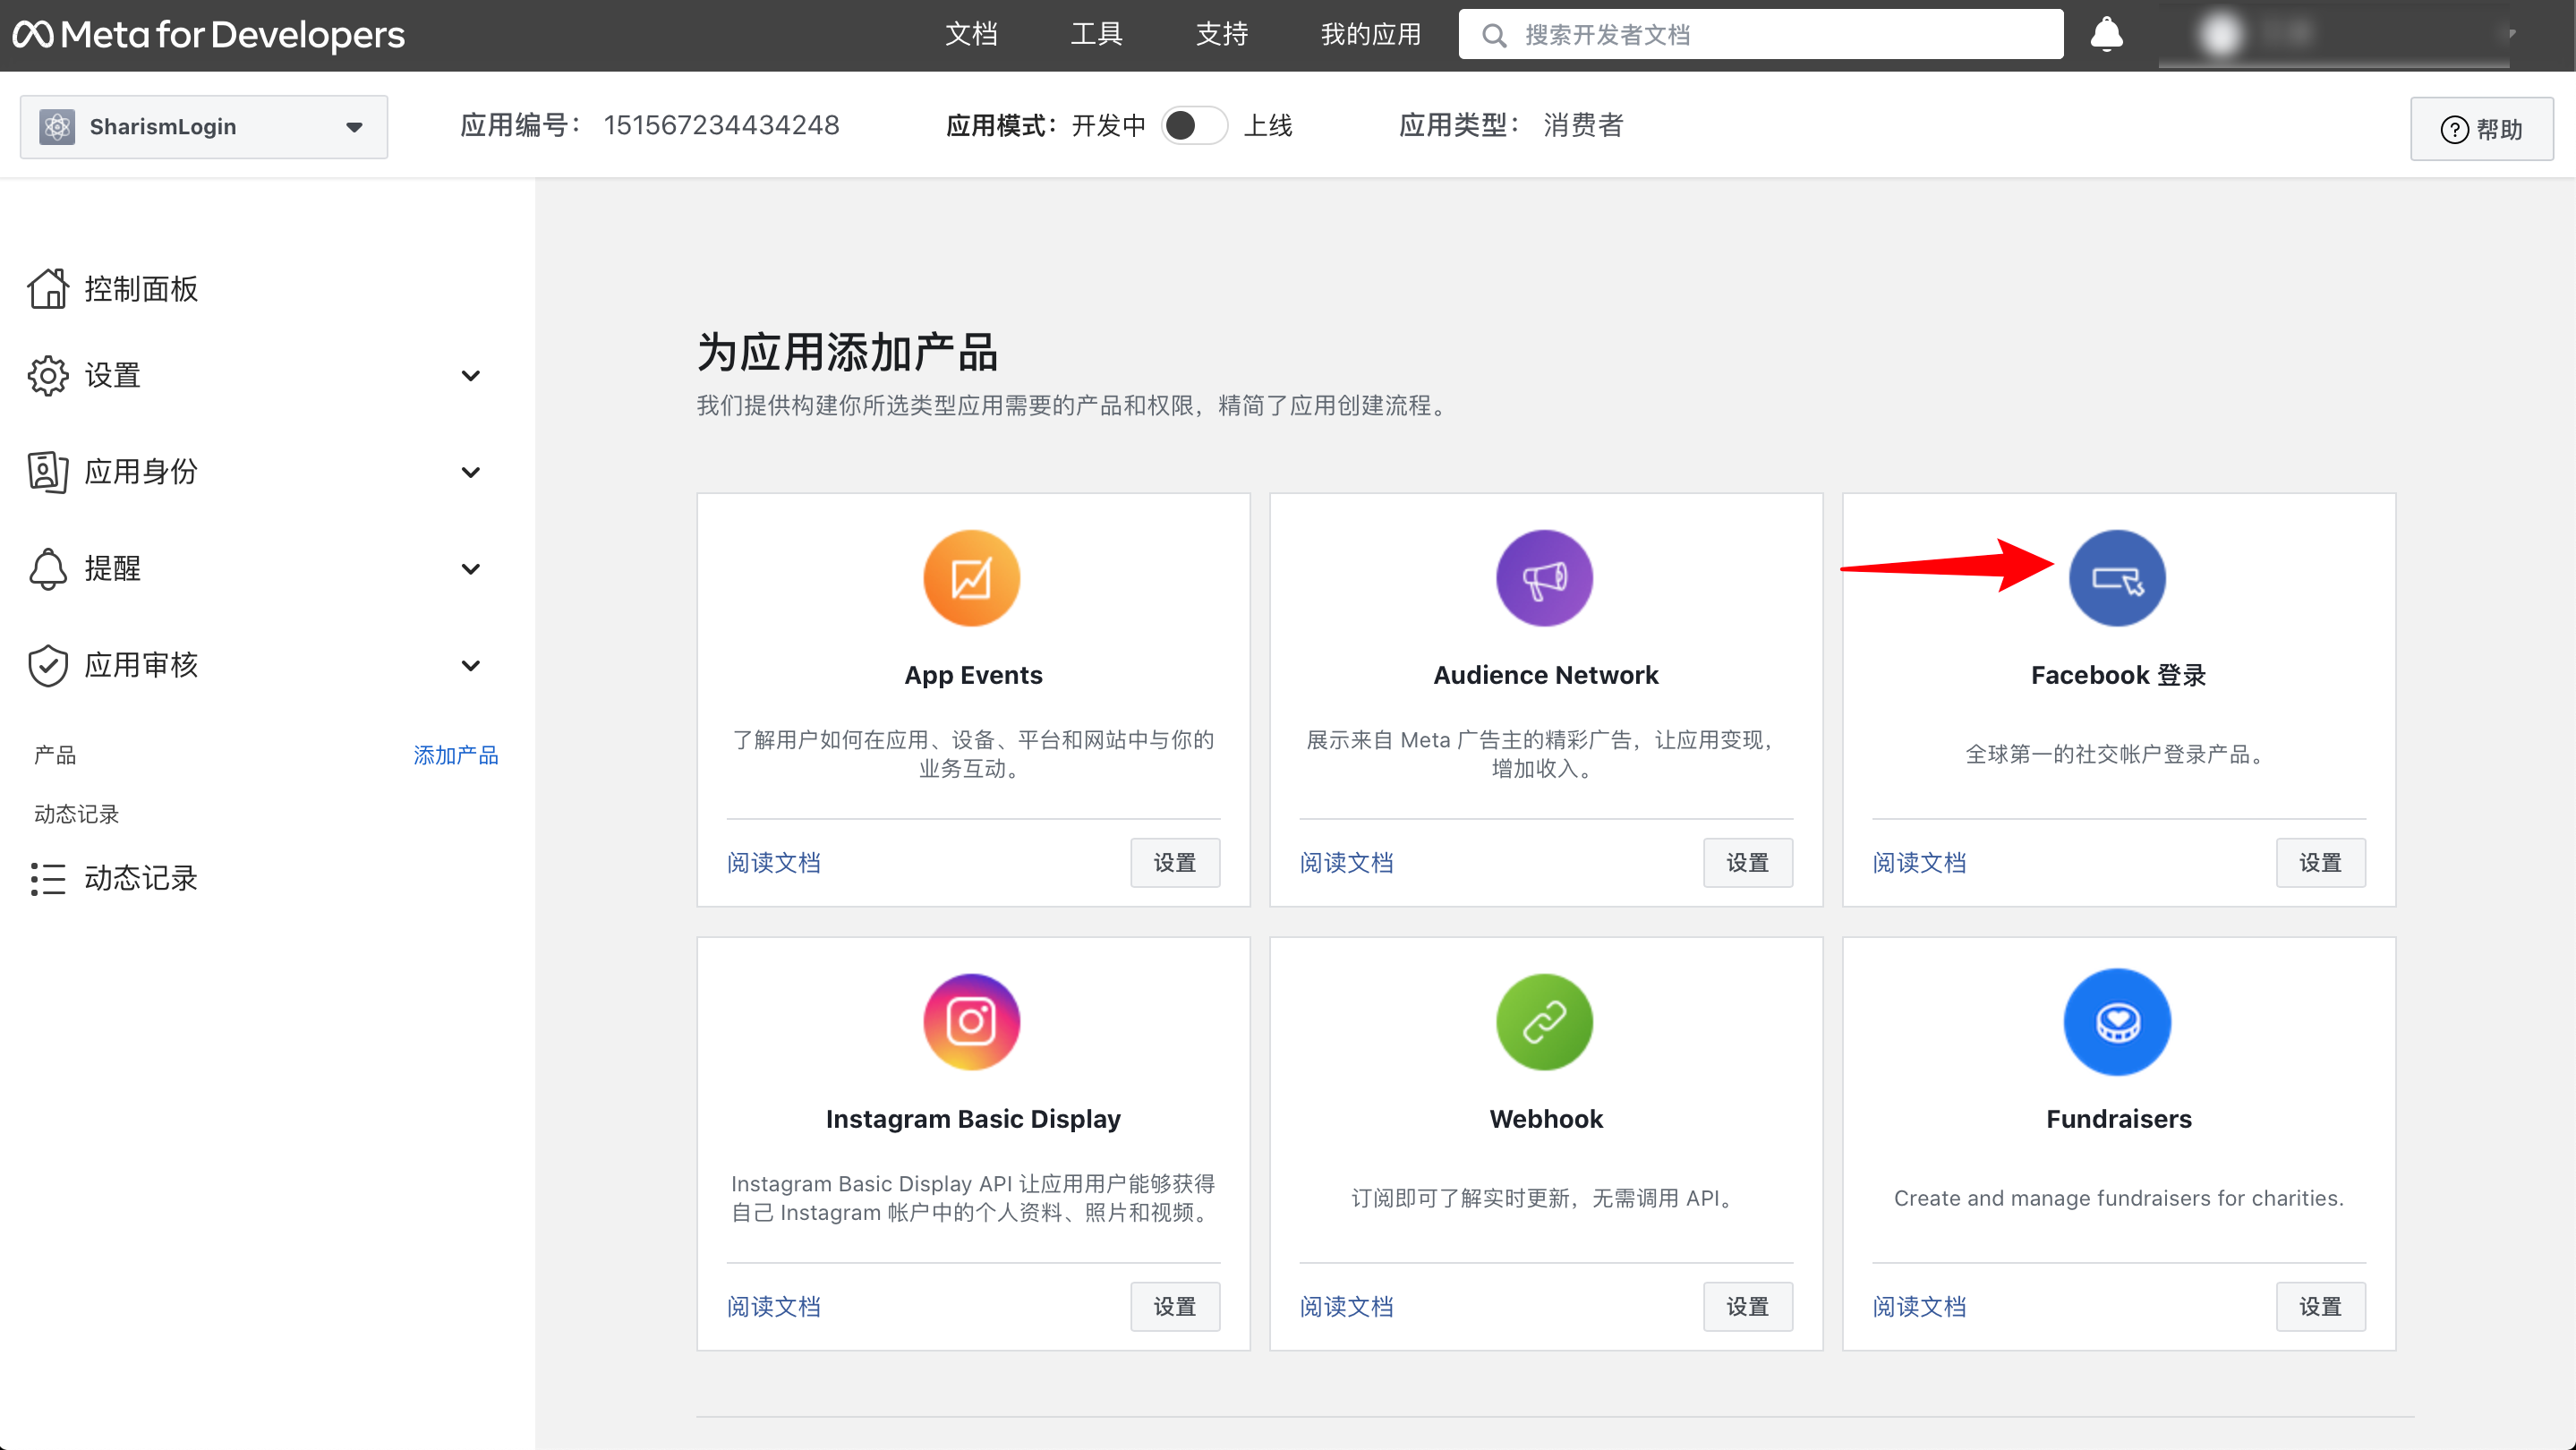 Meta for Developers
文档
工具
支持
我的应用
搜索开发者文档
SharismLogin
应用编号： 151567234434248
应用模式：开发中
上线
应用类型： 消费者
帮助
控制面板
设置
应用身份
提醒
应用审核
产品
添加产品
动态记录
动态记录
为应用添加产品
我们提供构建你所选类型应用需要的产品和权限，精简了应用创建流程。
App Events
了解用户如何在应用、设备、平台和网站中与你的
业务互动。
阅读文档
设置
Audience Network
展示来自 Meta 广告主的精彩广告，让应用变现，
增加收入。
阅读文档
设置
Facebook 登录
全球第一的社交帐户登录产品。
阅读文档
设置
Instagram Basic Display
Instagram Basic Display API 让应用用户能够获得
自己 Instagram 帐户中的个人资料、照片和视频。
阅读文档
设置
Webhook
订阅即可了解实时更新，无需调用 API。
阅读文档
设置
Fundraisers
Create and manage fundraisers for charities.
阅读文档
设置